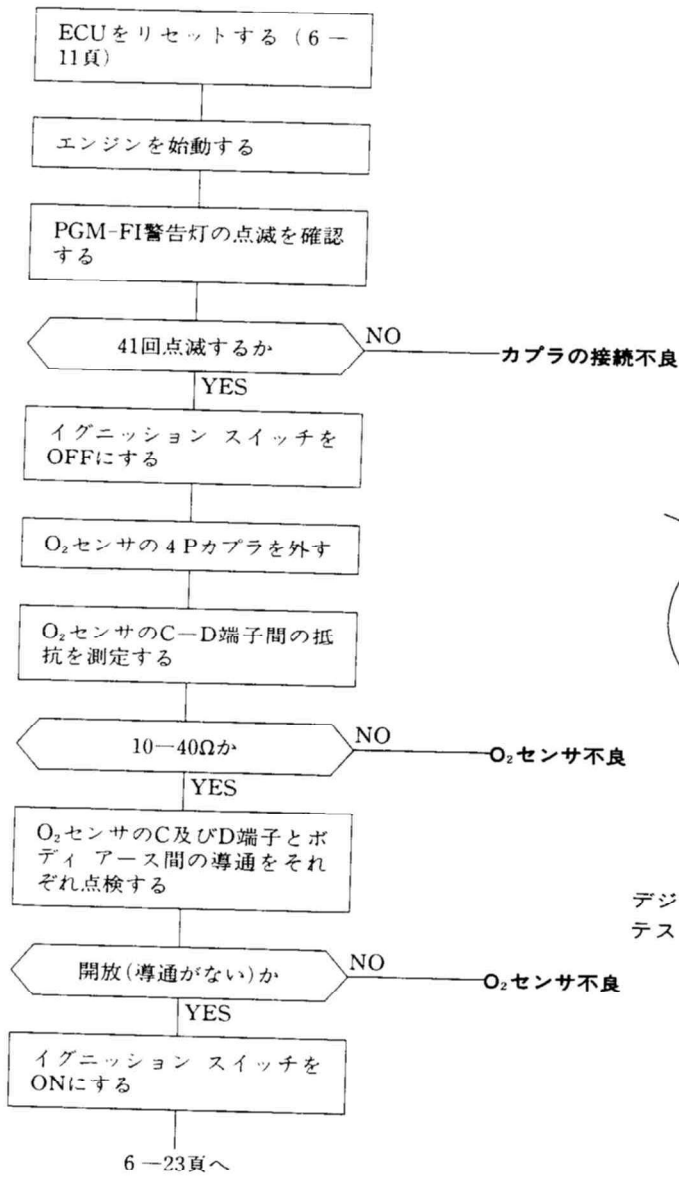 ECUをリセットする（6－
11頁）
エンジンを始動する
PGM-FI警告灯の点滅を確認
する
41回点滅するか
NO
カプラの接続不良
YES
イグニッション スイッチを
OFFにする
O₂センサの4Pカプラを外す
O₂センサのC－D端子間の抵
抗を測定する
10－40Ωか
NO
O₂センサ不良
YES
O₂センサのC及びD端子とボ
ディ アース間の導通をそれ
ぞれ点検する
デジ
テス
開放(導通がない)か
NO
O₂センサ不良
YES
イグニッション スイッチを
ONにする
6－23頁へ